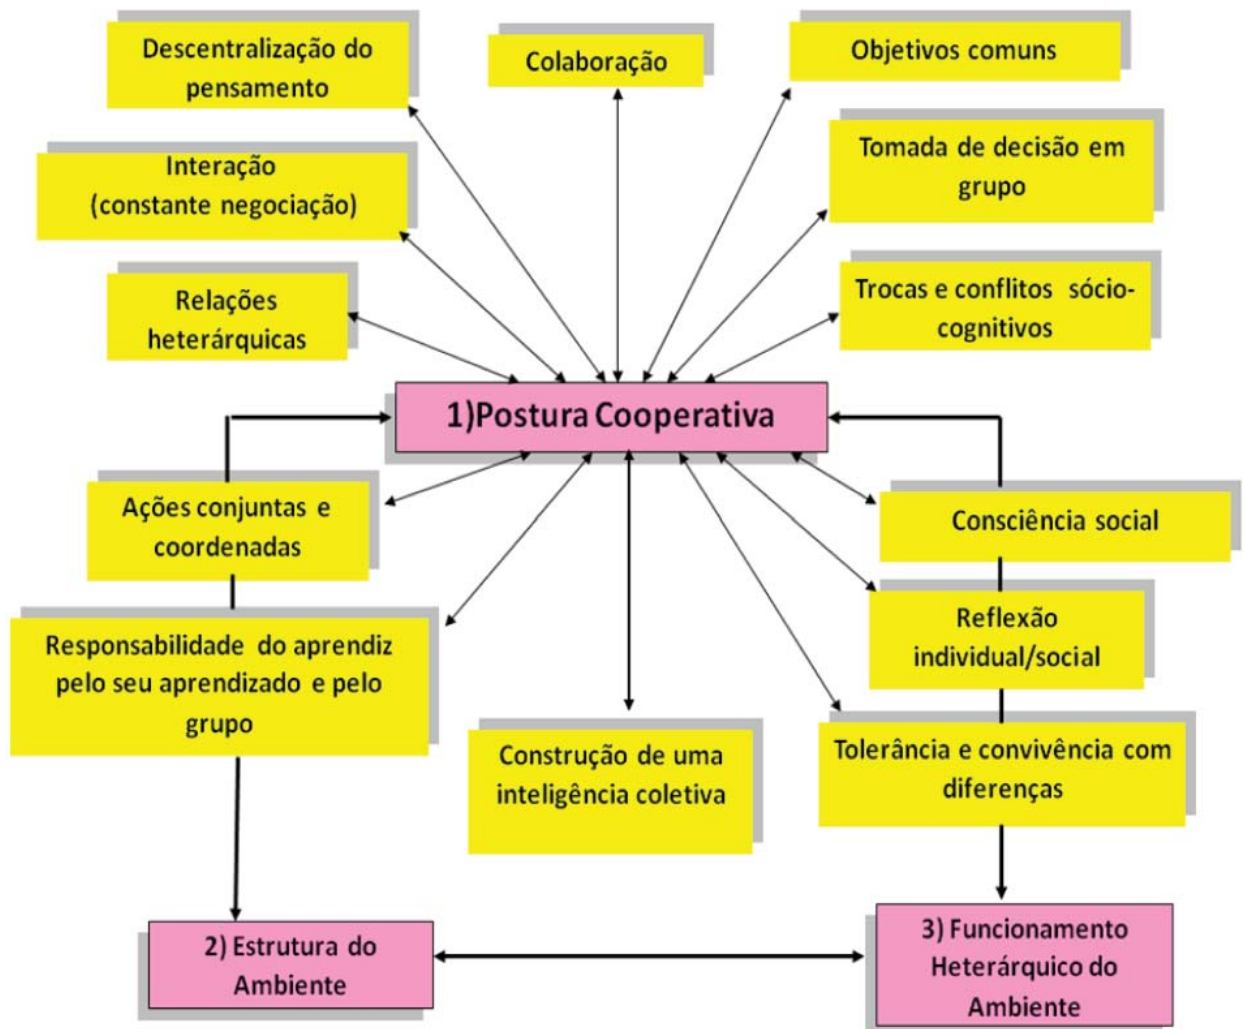 Descentralização do
pensamento
Colaboração
Objetivos comuns
Interação
(constante negociação)
Tomada de decisão em
grupo
Relações
heterárquicas
Trocas e conflitos sócio-
cognitivos
1)Postura Cooperativa
Ações conjuntas e
coordenadas
Consciência social
Responsabilidade do aprendiz
pelo seu aprendizado e pelo
grupo
Reflexão
individual/social
Construção de uma
inteligência coletiva
Tolerância e convivência com
diferenças
2) Estrutura do
Ambiente
3) Funcionamento
Heterárquico do
Ambiente